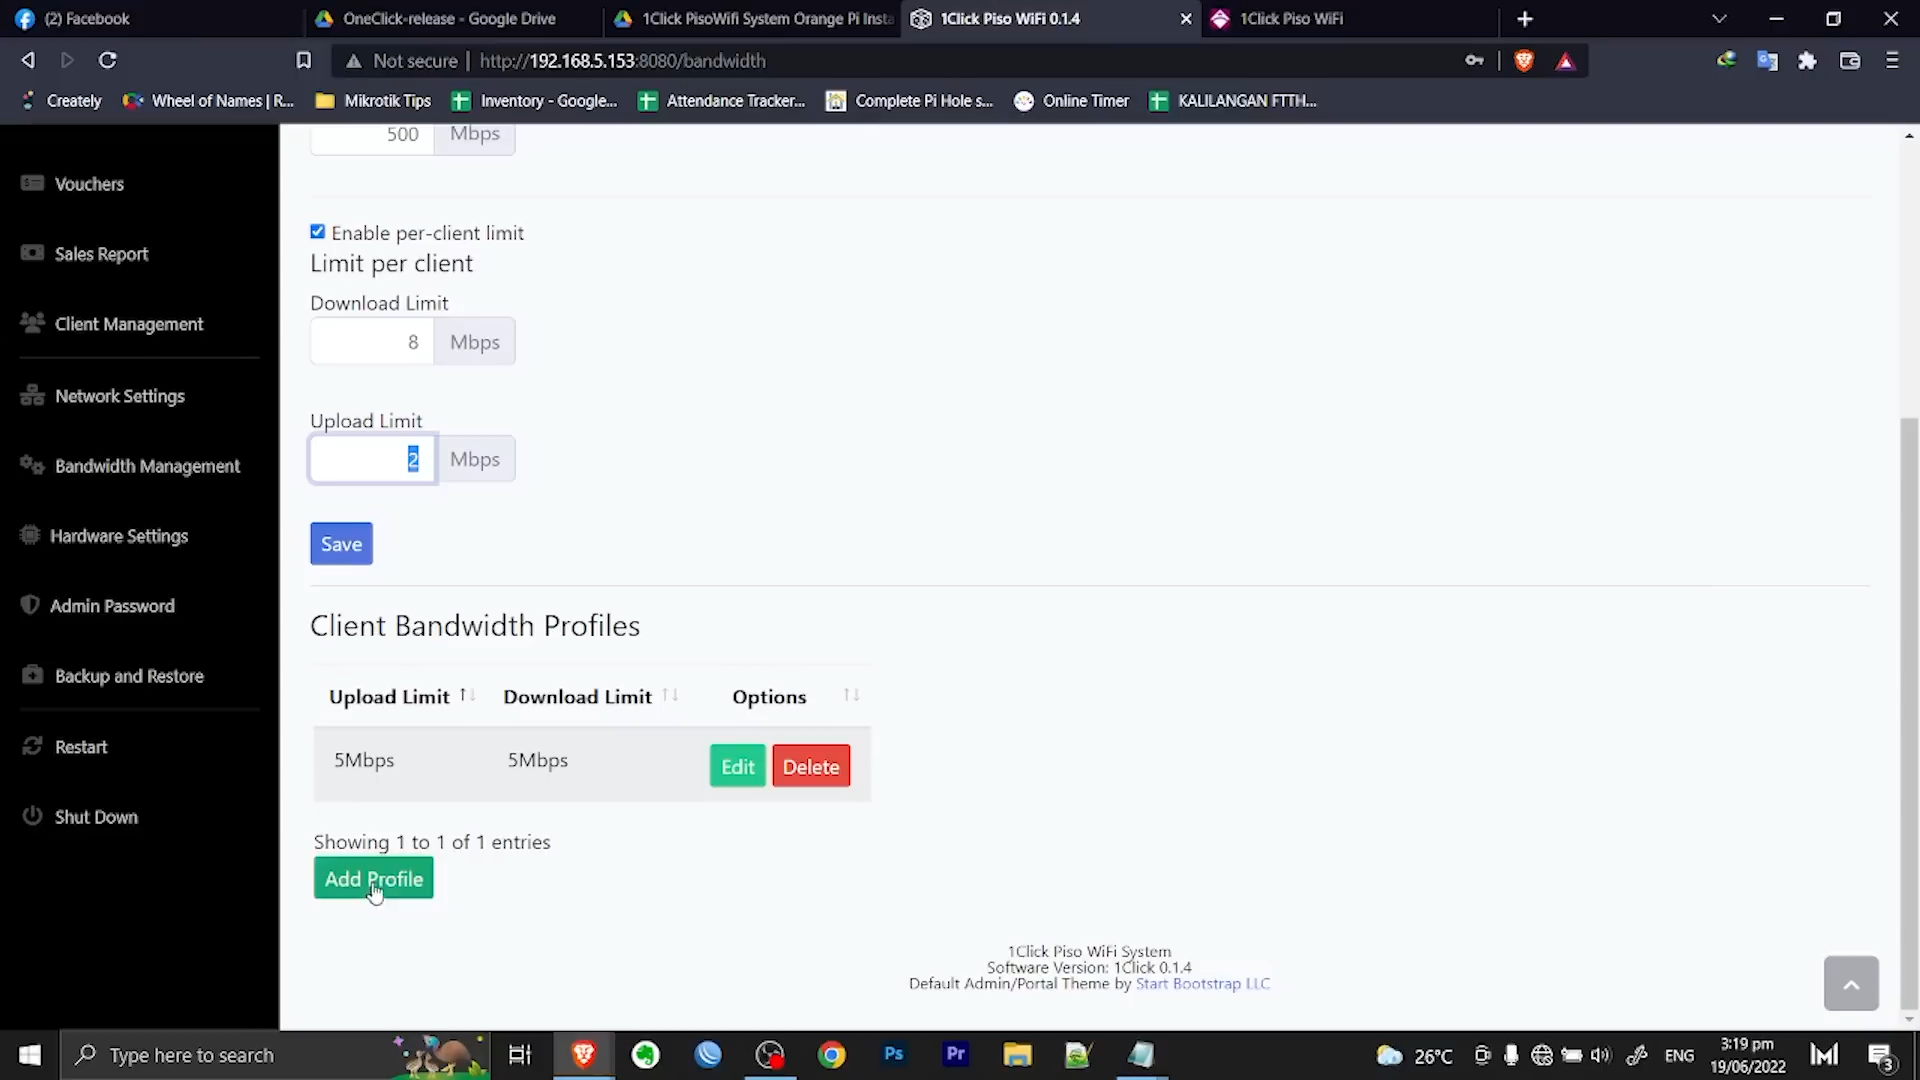 (2) Facebook
OneClick-release - Google Drive
1Click PisoWifi System Orange Pi Insta
1Click Piso WiFi 0.1.4
1Click Piso WiFi
Not secure
http://192.168.5.153:8080/bandwidth
Creately
Wheel of Names | R...
Mikrotik Tips
Inventory - Google...
Attendance Tracker...
Complete Pi Hole s...
Online Timer
KALILANGAN FTTH...
Vouchers
Sales Report
Client Management
Network Settings
Bandwidth Management
Hardware Settings
Admin Password
Backup and Restore
Restart
Shut Down
500 Mbps
Enable per-client limit
Limit per client
Download Limit
8 Mbps
Upload Limit
2 Mbps
Save
Client Bandwidth Profiles
Upload Limit Download Limit Options
5Mbps 5Mbps Edit Delete
Showing 1 to 1 of 1 entries
Add Profile
1Click Piso WiFi System
Software Version: 1Click 0.1.4
Default Admin/Portal Theme by Start Bootstrap LLC
Type here to search
Ps
Pr
26°C
ENG
3:19 pm
19/06/2022
3